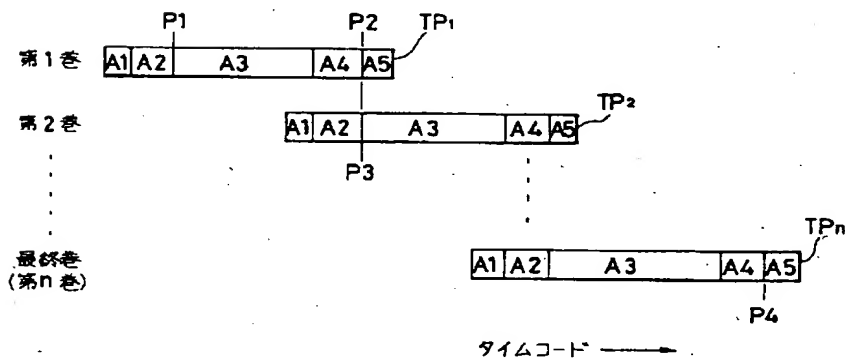 P1 P2 TP₁
第1巻 A1 A2 A3 A4 A5
TP₂
第2巻 A1 A2 A3 A4 A5
P3
TPn
最終巻 A1 A2 A3 A4 A5
(第n巻)
P4
タイムコード